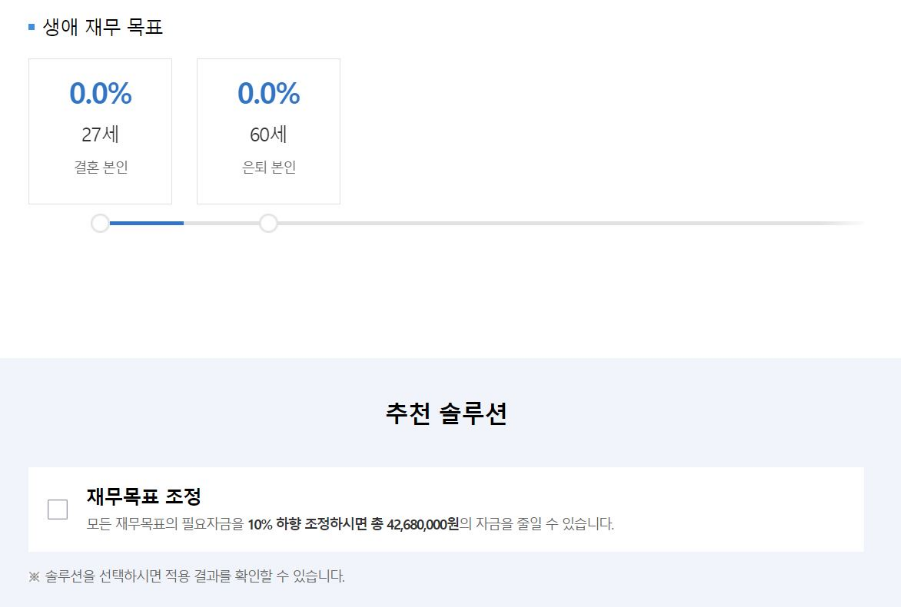 생애 재무 목표
0.0%
0.0%
27세
60세
결혼 본인
은퇴 본인
추천 솔루션
재무목표 조정
모든 재무목표의 필요자금을 10% 하향 조정하시면 총 42,680,000원의 자금을 줄일 수 있습니다.
※ 솔루션을 선택하시면 적용 결과를 확인할 수 있습니다.